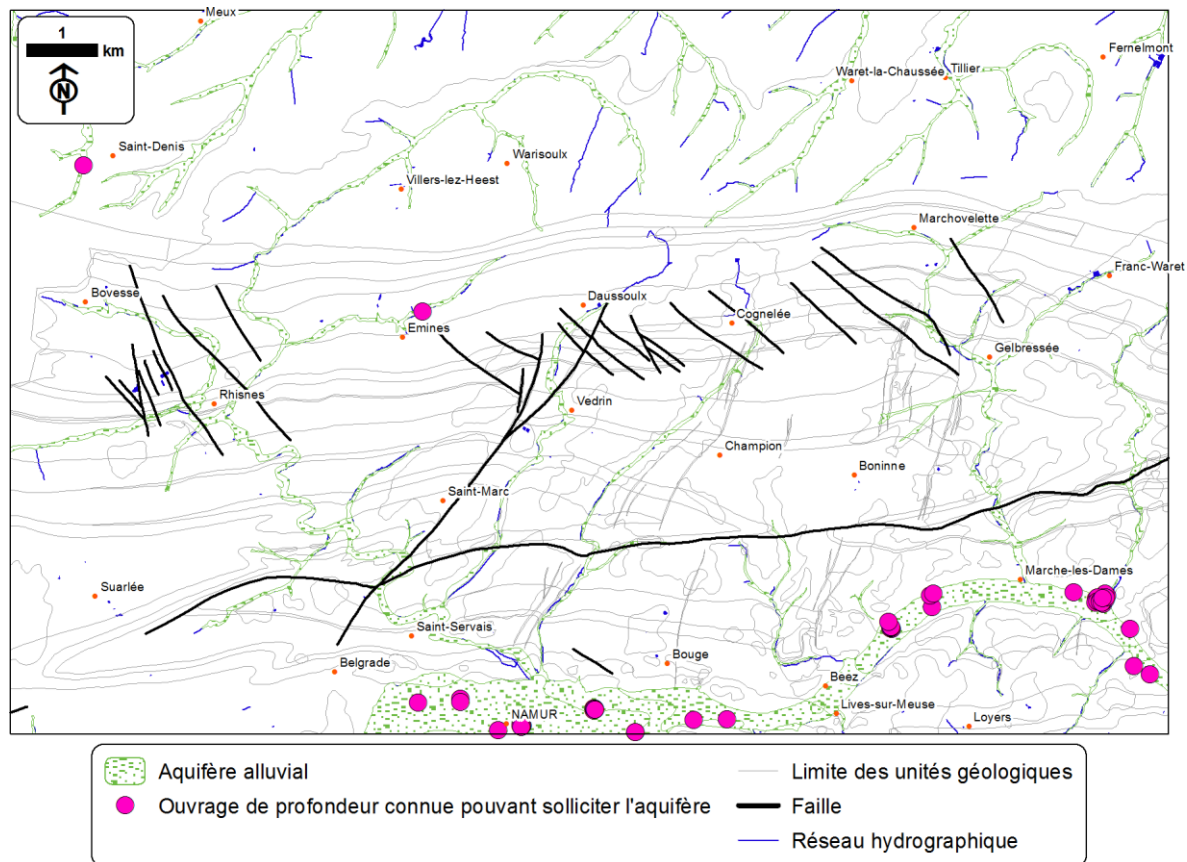 Meux
1
km
N
Fernelmont
Waret-la-Chaussée
Tillier
Saint-Denis
Warisoulx
Villers-lez-Heest
Marchovelette
Franc-Waret
Bovesse
Daussoulx
Cognelée
Emines
Gelbressée
Rhisnes
Vedrin
Champion
Boninne
Saint-Marc
Marche-les-Dames
Suarlée
Saint-Servais
Bouge
Belgrade
Beez
Lives-sur-Meuse
NAMUR
Loyers
Aquifère alluvial
Ouvrage de profondeur connue pouvant solliciter l'aquifère
Limite des unités géologiques
Faille
Réseau hydrographique